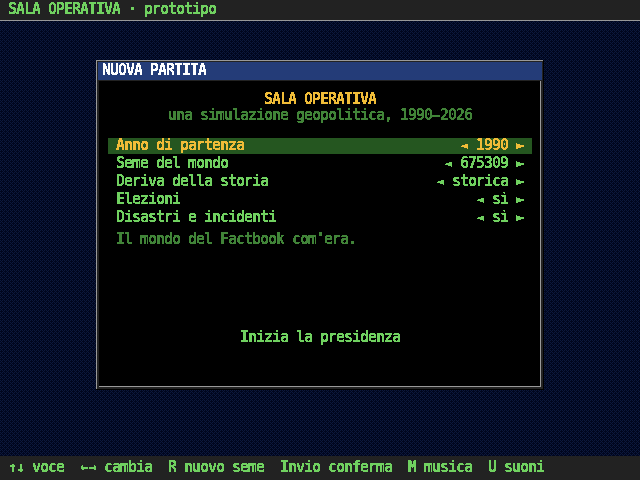 SALA OPERATIVA · prototipo
NUOVA PARTITA
SALA OPERATIVA
una simulazione geopolitica, 1990–2026
Anno di partenza ◄ 1990 ►
Seme del mondo ◄ 675309 ►
Deriva della storia ◄ storica ►
Elezioni ◄ sì ►
Disastri e incidenti ◄ sì ►
Il mondo del Factbook com'era.
Inizia la presidenza
↑↓ voce ←→ cambia R nuovo seme Invio conferma M musica U suoni